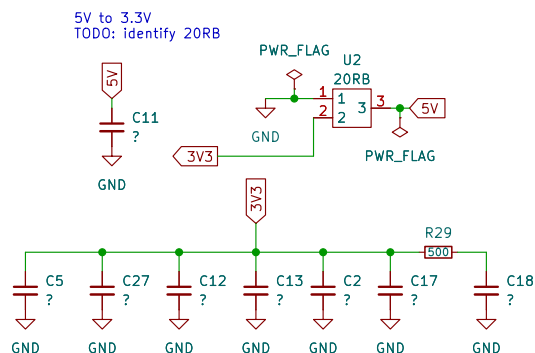 5V to 3.3V
TODO: identify 20RB
PWR_FLAG
U2
20RB
5V
1 1
2 2
3 3
5V
C11
?
GND
GND
3V3
PWR_FLAG
3V3
R29
500
C5
?
C27
?
C12
?
C13
?
C2
?
C17
?
C18
?
GND
GND
GND
GND
GND
GND
GND